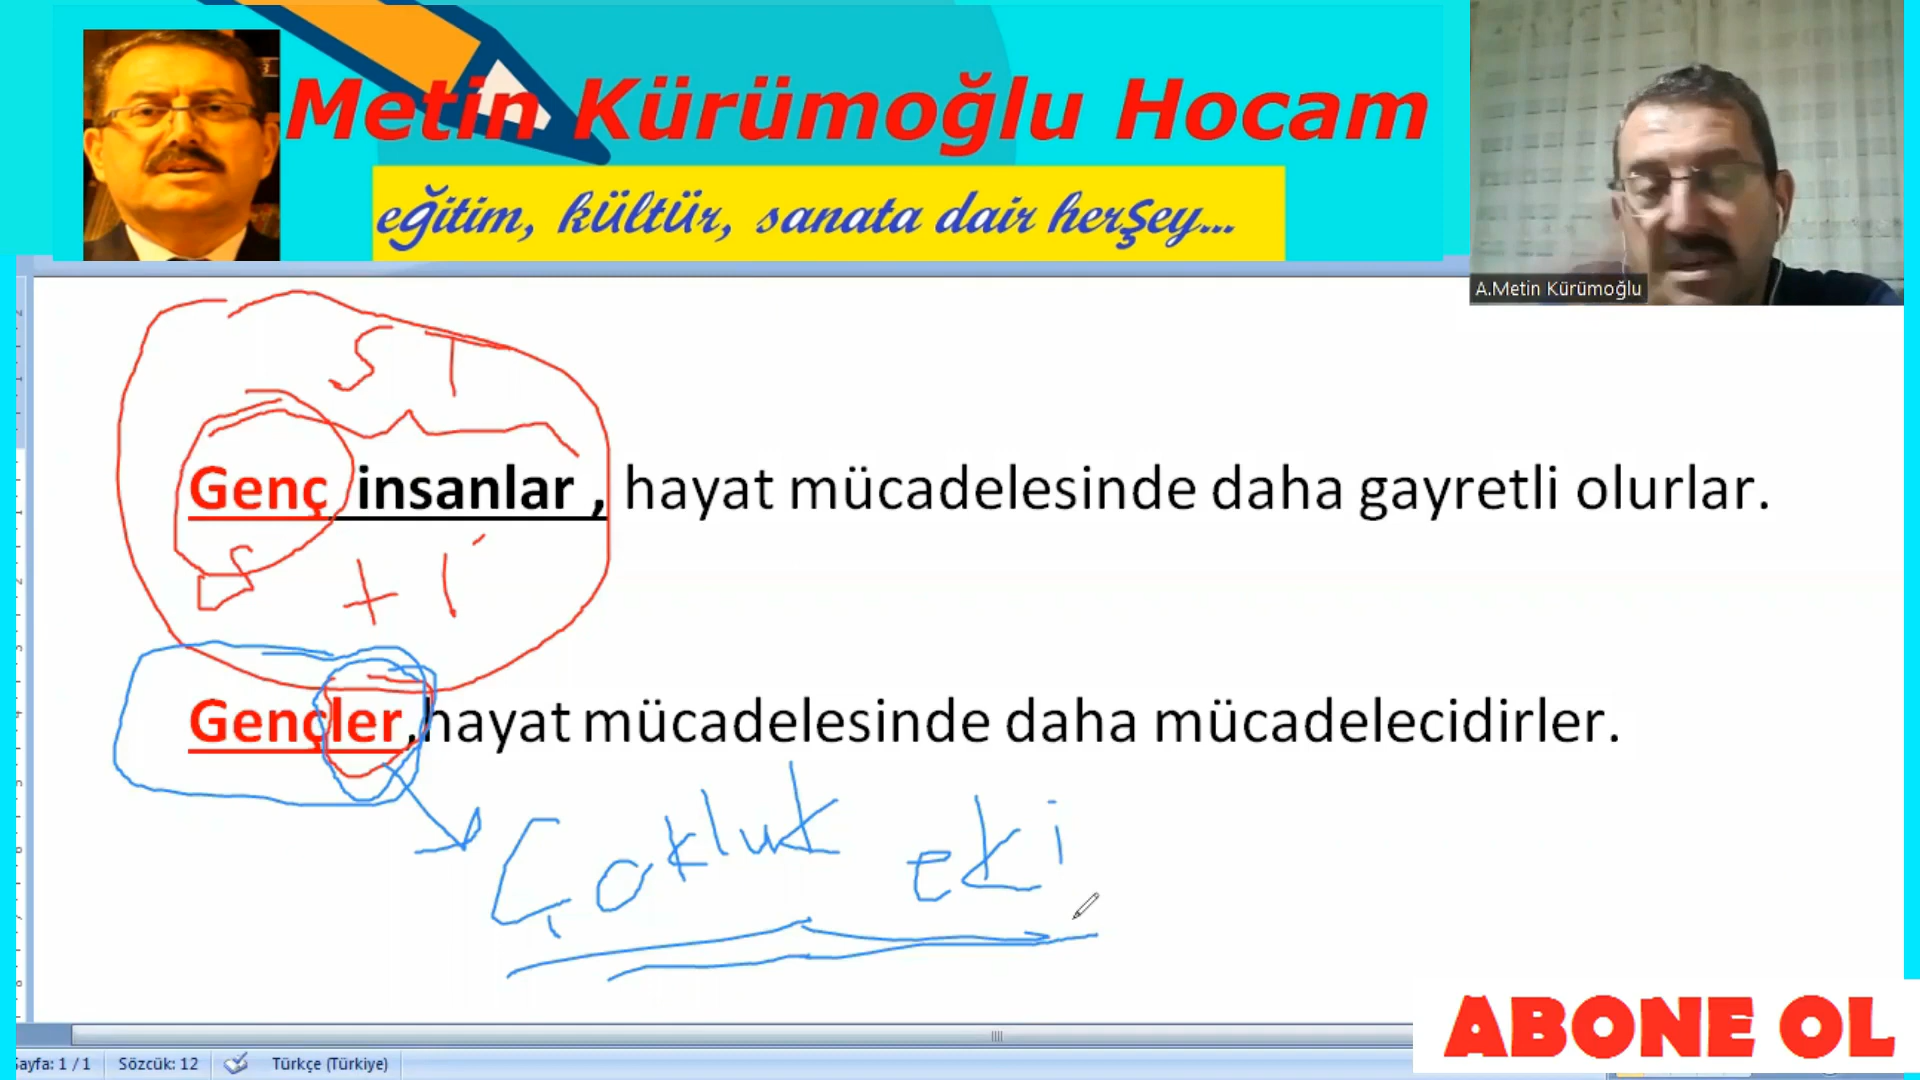 Metin Kürümoğlu Hocam
eğitim, kültür, sanata dair herşey...
A.Metin Kürümoğlu
S T
Genç insanlar , hayat mücadelesinde daha gayretli olurlar.
S + İ
Gençler,hayat mücadelesinde daha mücadelecidirler.
Çokluk eki
ABONE OL
Sayfa: 1 / 1 Sözcük: 12 Türkçe (Türkiye)